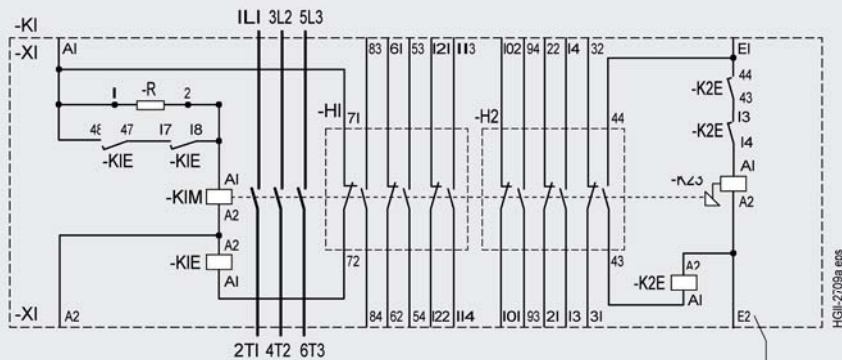 1L1 3L2 5L3
-K1
-X1 A1 83 61 53 121 113 102 94 22 14 32 E1
1 -R 2
-H1 71
-H2 44
-K2E 44
43
48 47 17 18
-K1E -K1E
-K2E 13
14
A1
-K1M
A2
A1
-K23
A2
A2
-K1E
A1
72
43
A2
-K2E
A1
-X1 A2 84 62 54 122 114 101 93 21 13 31 E2
2T1 4T2 6T3
HGII-2709a.eps